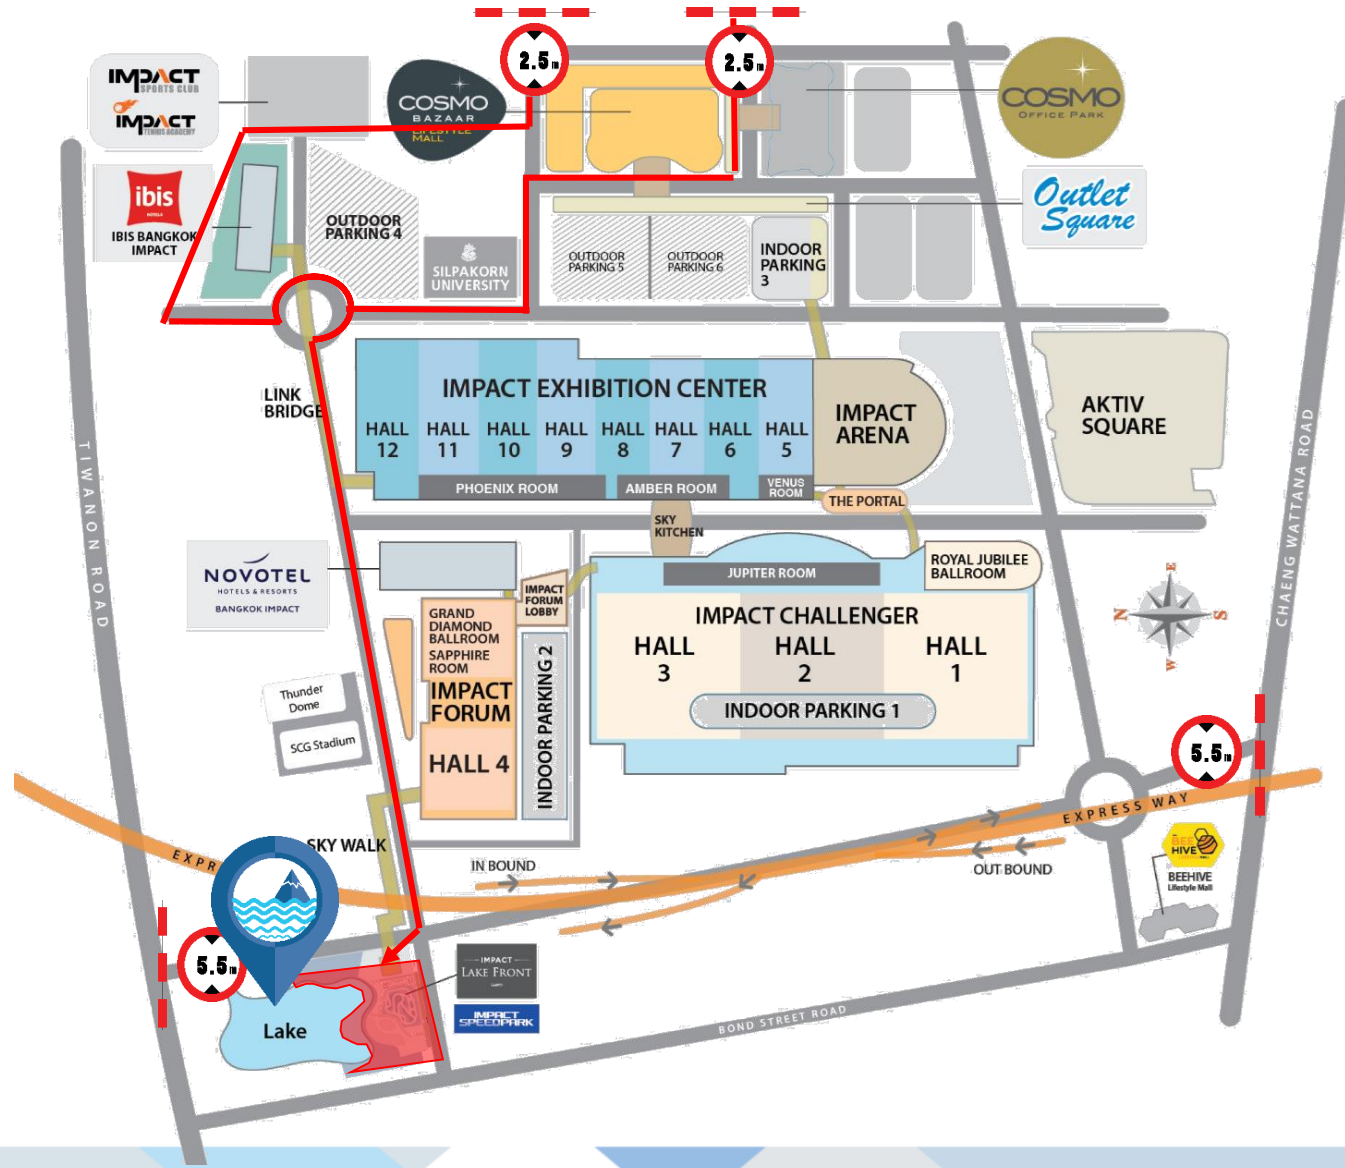 2.5m
2.5m
IMPACT
SPORTS CLUB
IMPACT
TENNIS ACADEMY
COSMO
BAZAAR
LIFESTYLE
MALL
COSMO
OFFICE PARK
ibis
HOTELS
IBIS BANGKOK
IMPACT
OUTDOOR
PARKING 4
SILPAKORN
UNIVERSITY
OUTDOOR
PARKING 5
OUTDOOR
PARKING 6
INDOOR
PARKING
3
Outlet
Square
LINK
BRIDGE
IMPACT EXHIBITION CENTER
HALL
12
HALL
11
HALL
10
HALL
9
HALL
8
HALL
7
HALL
6
HALL
5
PHOENIX ROOM
AMBER ROOM
VENUS
ROOM
IMPACT
ARENA
THE PORTAL
AKTIV
SQUARE
TIWANON ROAD
CHAENG WATTANA ROAD
SKY
KITCHEN
NOVOTEL
HOTELS & RESORTS
BANGKOK IMPACT
IMPACT
FORUM
LOBBY
GRAND
DIAMOND
BALLROOM
SAPPHIRE
ROOM
IMPACT
FORUM
HALL 4
INDOOR PARKING 2
JUPITER ROOM
ROYAL JUBILEE
BALLROOM
IMPACT CHALLENGER
HALL
3
HALL
2
HALL
1
INDOOR PARKING 1
N
E
S
W
Thunder
Dome
SCG Stadium
5.5m
EXPRESS WAY
SKY WALK
EXPR
IN BOUND
OUT BOUND
BEE
HIVE
BEEHIVE
Lifestyle Mall
5.5m
Lake
IMPACT
LAKE FRONT
IMPACT
SPEEDPARK
BOND STREET ROAD